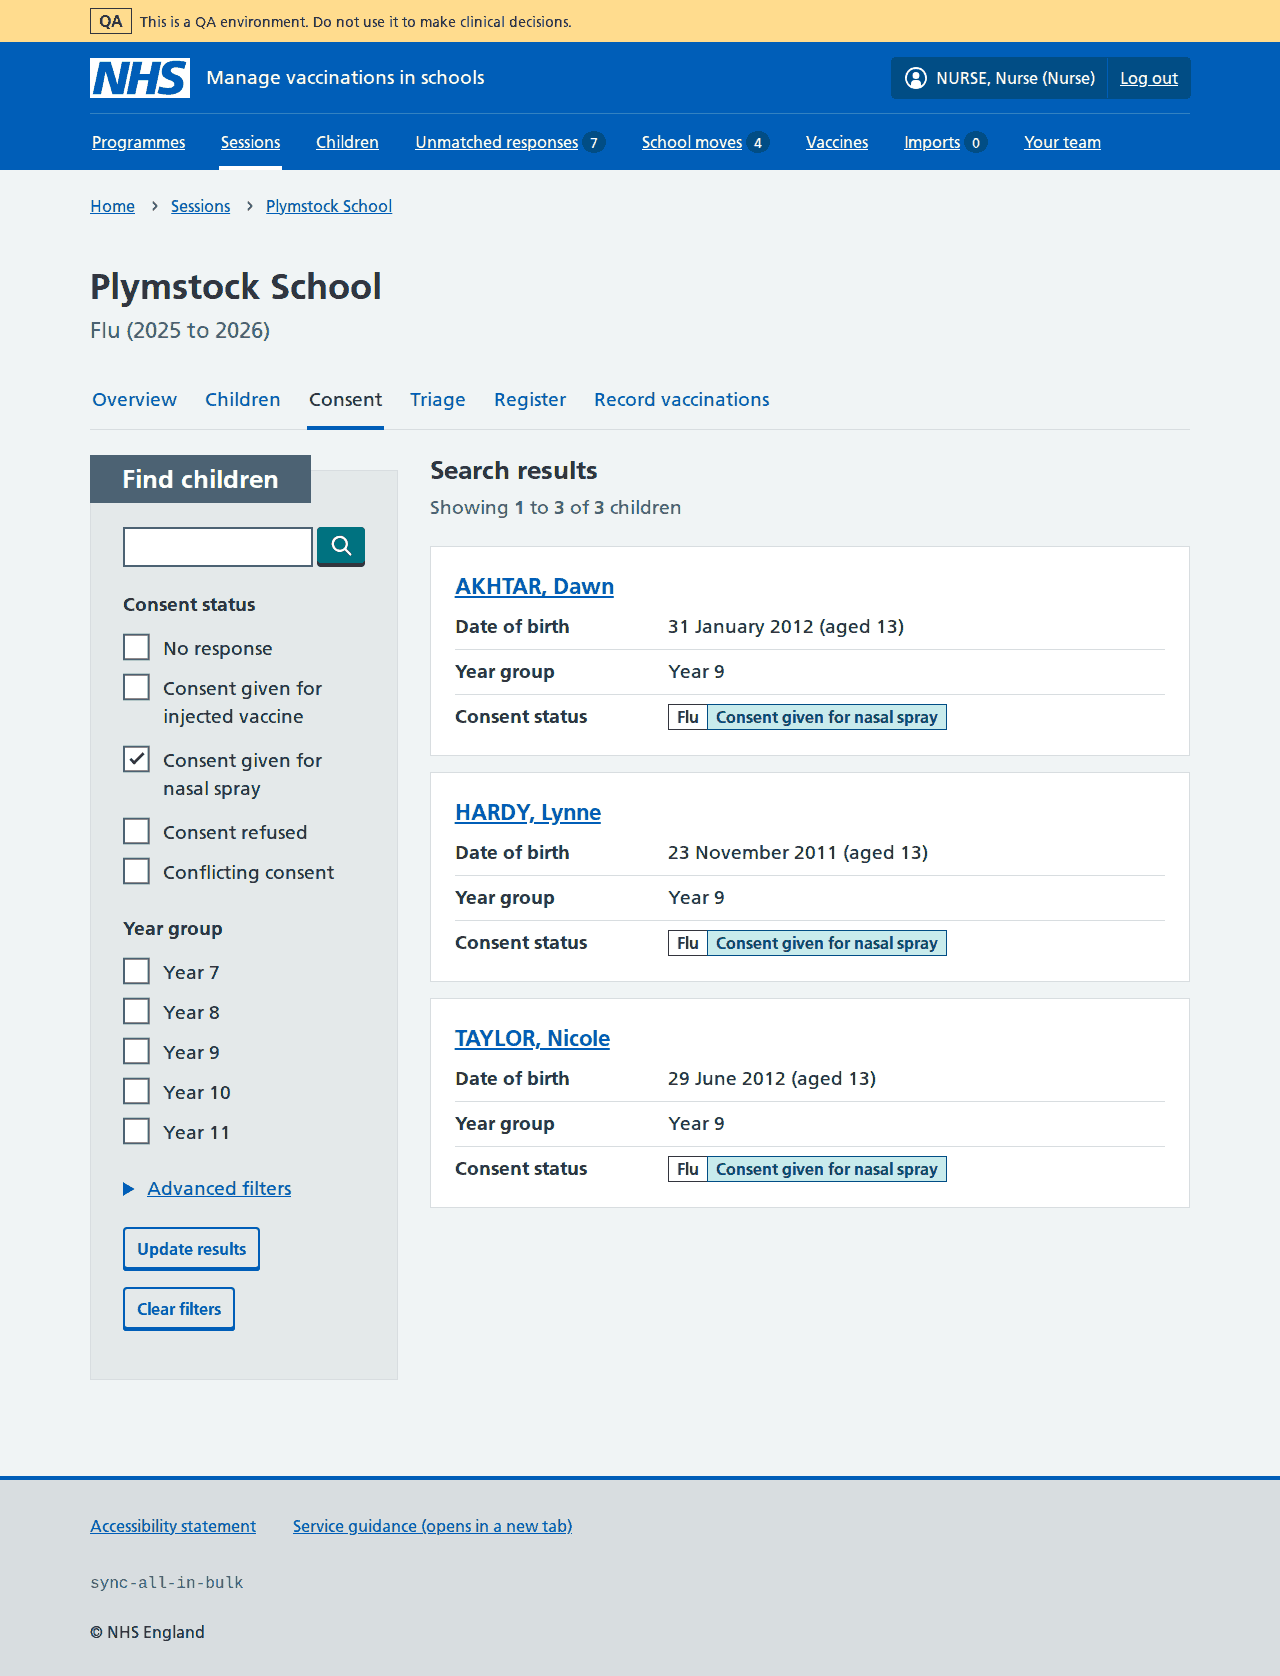 QA This is a QA environment. Do not use it to make clinical decisions.
NHS Manage vaccinations in schools NURSE, Nurse (Nurse) Log out
Programmes Sessions Children Unmatched responses 7 School moves 4 Vaccines Imports 0 Your team
Home Sessions Plymstock School
Plymstock School
Flu (2025 to 2026)
Overview Children Consent Triage Register Record vaccinations
Find children
Consent status
No response
Consent given for
injected vaccine
Consent given for
nasal spray
Consent refused
Conflicting consent
Year group
Year 7
Year 8
Year 9
Year 10
Year 11
Advanced filters
Update results
Clear filters
Search results
Showing 1 to 3 of 3 children
AKHTAR, Dawn
Date of birth 31 January 2012 (aged 13)
Year group Year 9
Consent status Flu Consent given for nasal spray
HARDY, Lynne
Date of birth 23 November 2011 (aged 13)
Year group Year 9
Consent status Flu Consent given for nasal spray
TAYLOR, Nicole
Date of birth 29 June 2012 (aged 13)
Year group Year 9
Consent status Flu Consent given for nasal spray
Accessibility statement Service guidance (opens in a new tab)
sync-all-in-bulk
© NHS England